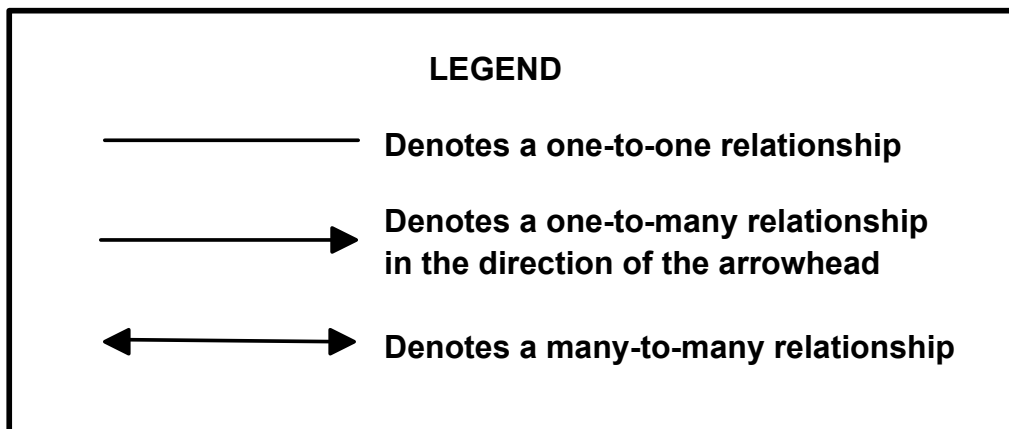 LEGEND
Denotes a one-to-one relationship
Denotes a one-to-many relationship
in the direction of the arrowhead
Denotes a many-to-many relationship